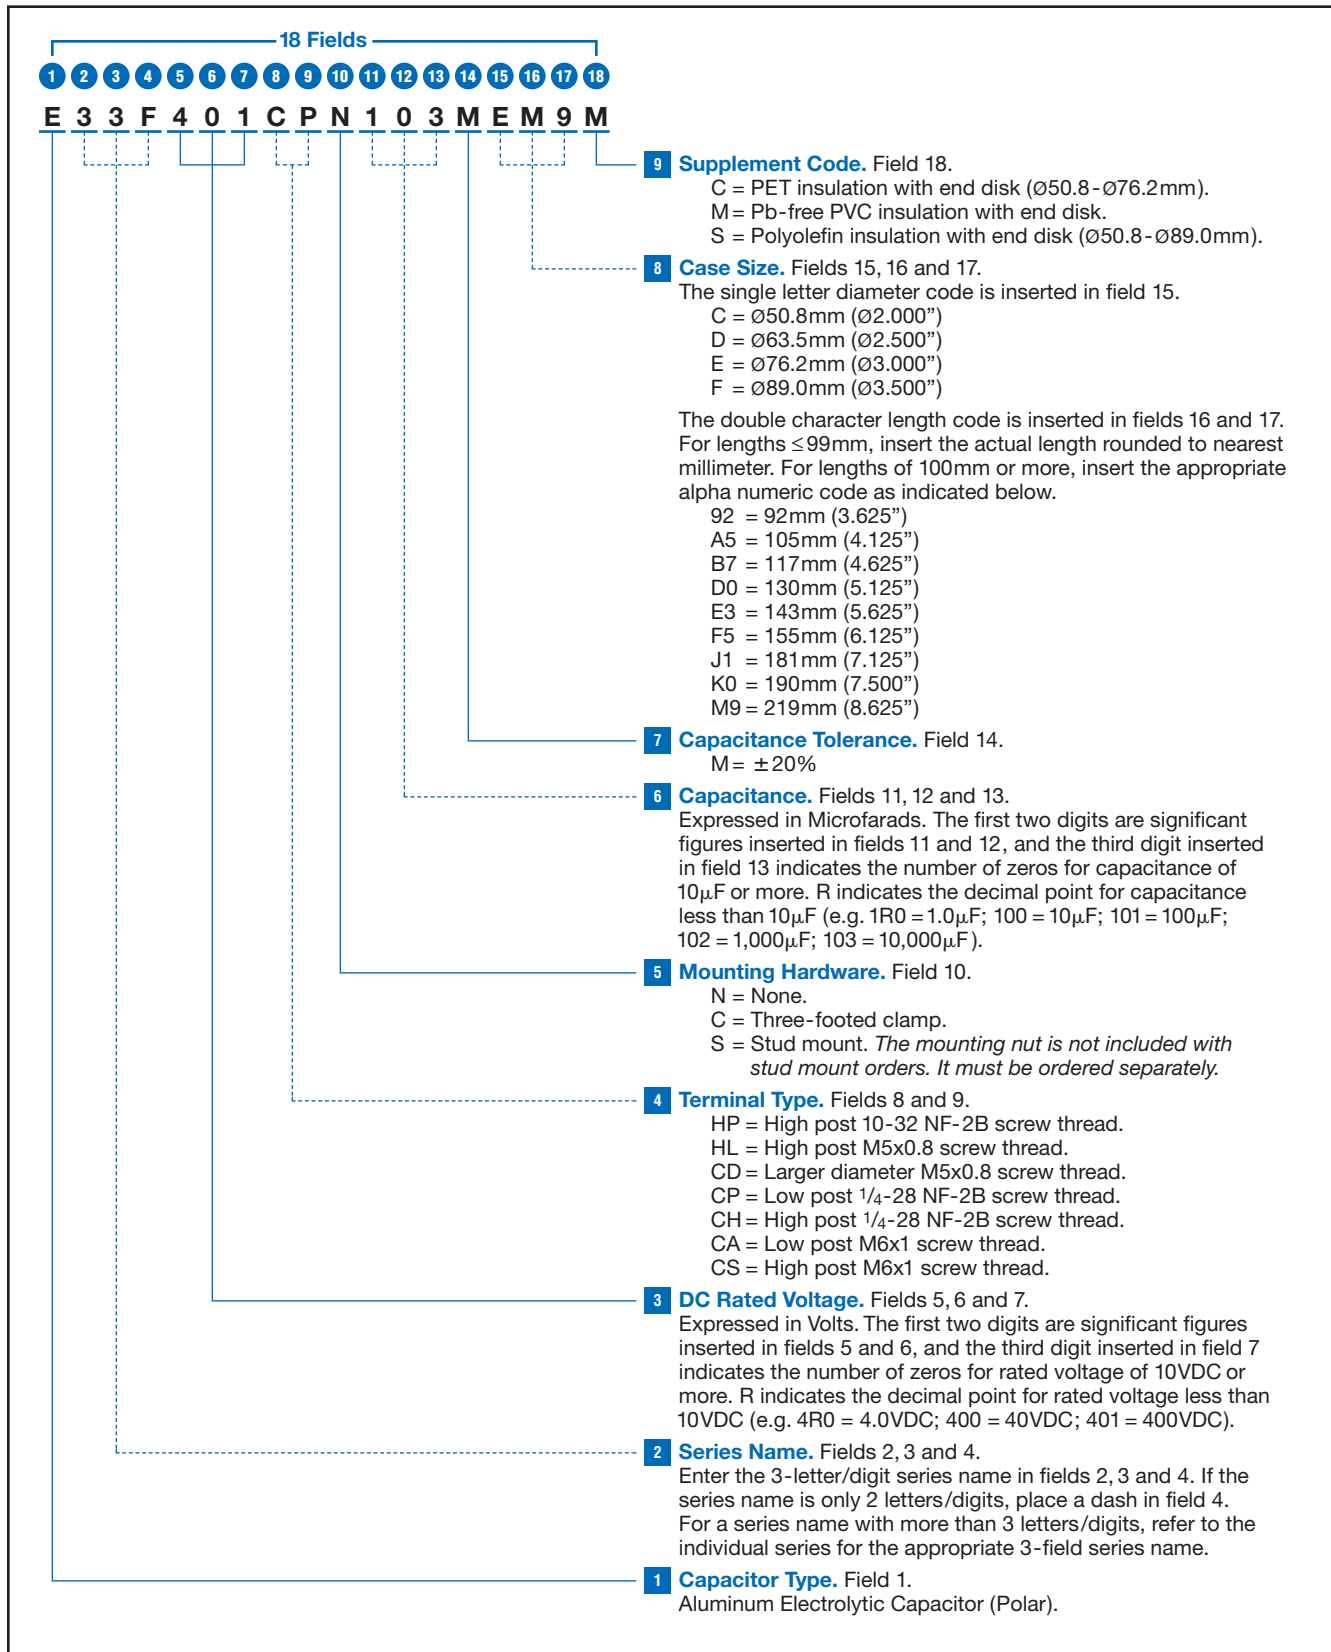 18 Fields
1 2 3 4 5 6 7 8 9 10 11 12 13 14 15 16 17 18
E 3 3 F 4 0 1 C P N 1 0 3 M E M 9 M
9 Supplement Code. Field 18.
C = PET insulation with end disk (Ø50.8-Ø76.2mm).
M = Pb-free PVC insulation with end disk.
S = Polyolefin insulation with end disk (Ø50.8-Ø89.0mm).
8 Case Size. Fields 15, 16 and 17.
The single letter diameter code is inserted in field 15.
C = Ø50.8mm (Ø2.000”)
D = Ø63.5mm (Ø2.500”)
E = Ø76.2mm (Ø3.000”)
F = Ø89.0mm (Ø3.500”)
The double character length code is inserted in fields 16 and 17.
For lengths ≤99mm, insert the actual length rounded to nearest
millimeter. For lengths of 100mm or more, insert the appropriate
alpha numeric code as indicated below.
92 = 92mm (3.625”)
A5 = 105mm (4.125”)
B7 = 117mm (4.625”)
D0 = 130mm (5.125”)
E3 = 143mm (5.625”)
F5 = 155mm (6.125”)
J1 = 181mm (7.125”)
K0 = 190mm (7.500”)
M9 = 219mm (8.625”)
7 Capacitance Tolerance. Field 14.
M = ±20%
6 Capacitance. Fields 11, 12 and 13.
Expressed in Microfarads. The first two digits are significant
figures inserted in fields 11 and 12, and the third digit inserted
in field 13 indicates the number of zeros for capacitance of
10µF or more. R indicates the decimal point for capacitance
less than 10µF (e.g. 1R0 = 1.0µF; 100 = 10µF; 101 = 100µF;
102 = 1,000µF; 103 = 10,000µF).
5 Mounting Hardware. Field 10.
N = None.
C = Three-footed clamp.
S = Stud mount. The mounting nut is not included with
stud mount orders. It must be ordered separately.
4 Terminal Type. Fields 8 and 9.
HP = High post 10-32 NF-2B screw thread.
HL = High post M5x0.8 screw thread.
CD = Larger diameter M5x0.8 screw thread.
CP = Low post 1/4-28 NF-2B screw thread.
CH = High post 1/4-28 NF-2B screw thread.
CA = Low post M6x1 screw thread.
CS = High post M6x1 screw thread.
3 DC Rated Voltage. Fields 5, 6 and 7.
Expressed in Volts. The first two digits are significant figures
inserted in fields 5 and 6, and the third digit inserted in field 7
indicates the number of zeros for rated voltage of 10VDC or
more. R indicates the decimal point for rated voltage less than
10VDC (e.g. 4R0 = 4.0VDC; 400 = 40VDC; 401 = 400VDC).
2 Series Name. Fields 2, 3 and 4.
Enter the 3-letter/digit series name in fields 2, 3 and 4. If the
series name is only 2 letters/digits, place a dash in field 4.
For a series name with more than 3 letters/digits, refer to the
individual series for the appropriate 3-field series name.
1 Capacitor Type. Field 1.
Aluminum Electrolytic Capacitor (Polar).